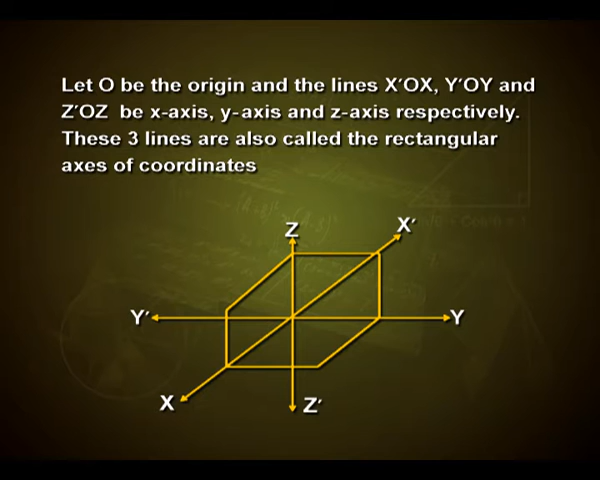 Let O be the origin and the lines X′OX, Y′OY and
Z′OZ be x-axis, y-axis and z-axis respectively.
These 3 lines are also called the rectangular
axes of coordinates
Z
X′
Y′
Y
X
Z′